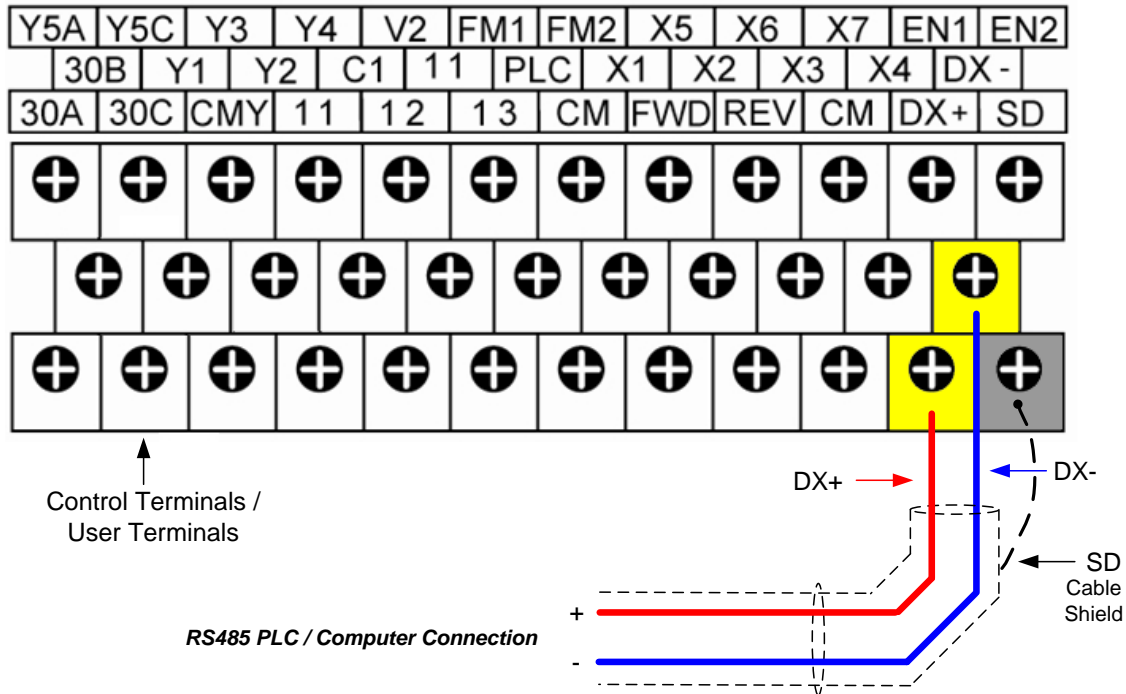 Y5A Y5C Y3 Y4 V2 FM1 FM2 X5 X6 X7 EN1 EN2
30B Y1 Y2 C1 11 PLC X1 X2 X3 X4 DX -
30A 30C CMY 11 12 13 CM FWD REV CM DX+ SD
Control Terminals /
User Terminals
DX+
DX-
SD
Cable
Shield
+
RS485 PLC / Computer Connection
-